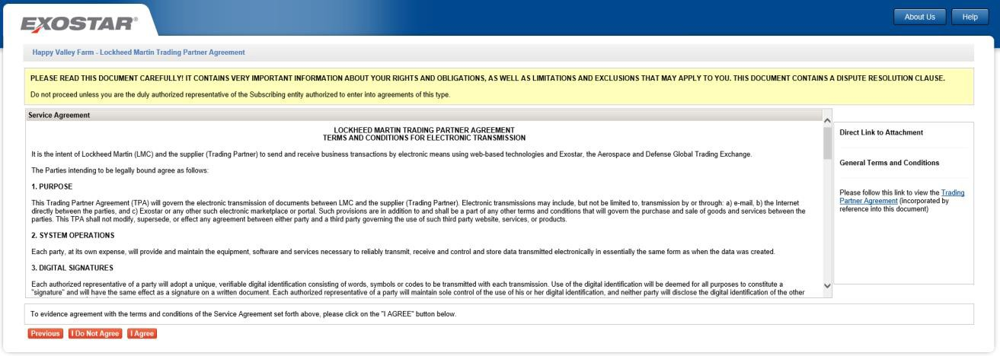 EXOSTAR®
About Us
Help
Happy Valley Farm - Lockheed Martin Trading Partner Agreement
PLEASE READ THIS DOCUMENT CAREFULLY! IT CONTAINS VERY IMPORTANT INFORMATION ABOUT YOUR RIGHTS AND OBLIGATIONS, AS WELL AS LIMITATIONS AND EXCLUSIONS THAT MAY APPLY TO YOU. THIS DOCUMENT CONTAINS A DISPUTE RESOLUTION CLAUSE.
Do not proceed unless you are the duly authorized representative of the Subscribing entity authorized to enter into agreements of this type.
Service Agreement
LOCKHEED MARTIN TRADING PARTNER AGREEMENT
TERMS AND CONDITIONS FOR ELECTRONIC TRANSMISSION
It is the intent of Lockheed Martin (LMC) and the supplier (Trading Partner) to send and receive business transactions by electronic means using web-based technologies and Exostar, the Aerospace and Defense Global Trading Exchange.
The Parties intending to be legally bound agree as follows:
1. PURPOSE
This Trading Partner Agreement (TPA) will govern the electronic transmission of documents between LMC and the supplier (Trading Partner). Electronic transmissions may include, but not be limited to, transmission by or through: a) e-mail, b) the Internet
directly between the parties, and c) Exostar or any other such electronic marketplace or portal. Such provisions are in addition to and shall be a part of any other terms and conditions that will govern the purchase and sale of goods and services between the
parties. This TPA shall not modify, supersede, or effect any agreement between either party and a third party governing the use of such third party website, services, or products.
2. SYSTEM OPERATIONS
Each party, at its own expense, will provide and maintain the equipment, software and services necessary to reliably transmit, receive and control and store data transmitted electronically in essentially the same form as when the data was created.
3. DIGITAL SIGNATURES
Each authorized representative of a party will adopt a unique, verifiable digital identification consisting of words, symbols or codes to be transmitted with each transmission. Use of the digital identification will be deemed for all purposes to constitute a
"signature" and will have the same effect as a signature on a written document. Each authorized representative of a party will maintain sole control of the use of his or her digital identification, and neither party will disclose the digital identification of the other
Direct Link to Attachment
General Terms and Conditions
Please follow this link to view the Trading
Partner Agreement (incorporated by
reference into this document)
To evidence agreement with the terms and conditions of the Service Agreement set forth above, please click on the "I AGREE" button below.
Previous
I Do Not Agree
I Agree